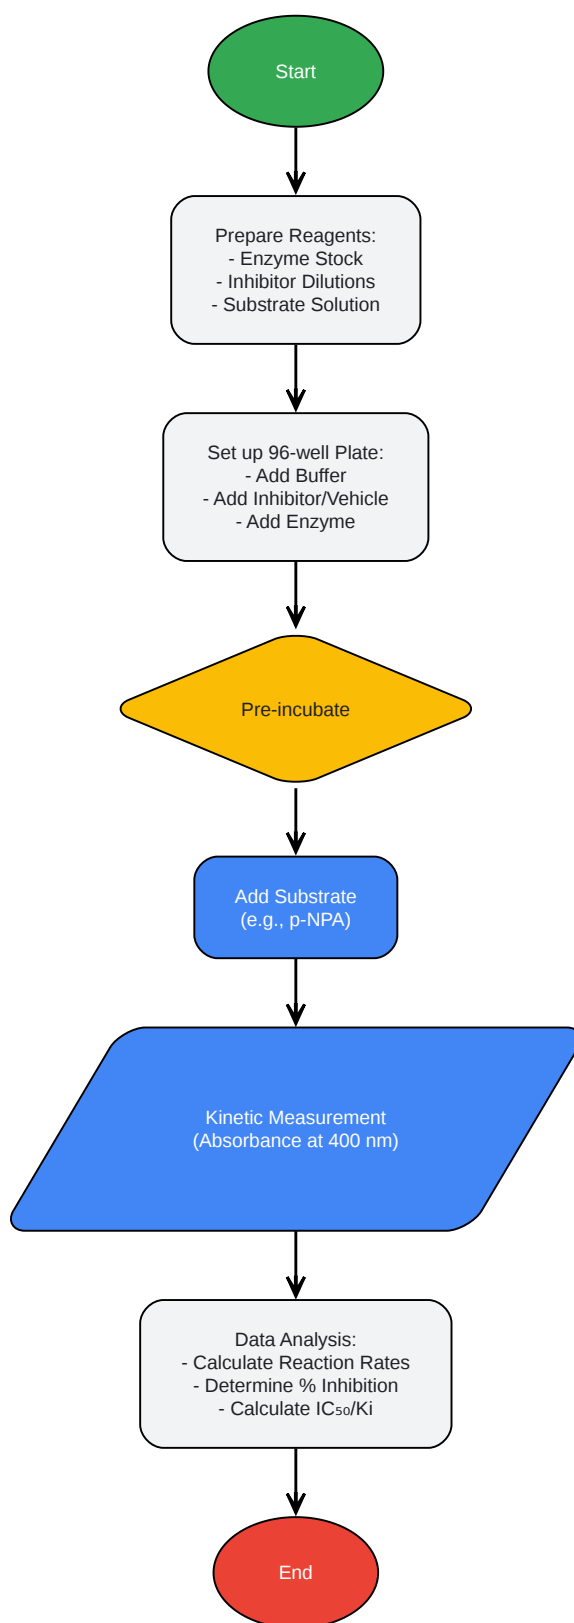 Start
Prepare Reagents:
- Enzyme Stock
- Inhibitor Dilutions
- Substrate Solution
Set up 96-well Plate:
- Add Buffer
- Add Inhibitor/Vehicle
- Add Enzyme
Pre-incubate
Add Substrate
(e.g., p-NPA)
Kinetic Measurement
(Absorbance at 400 nm)
Data Analysis:
- Calculate Reaction Rates
- Determine % Inhibition
- Calculate IC₅₀/Ki
End